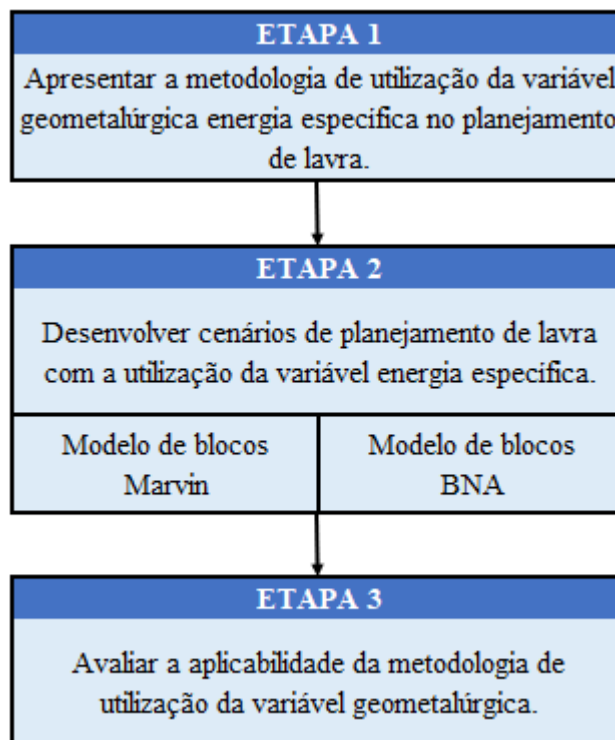 ETAPA 1
Apresentar a metodologia de utilização da variável
geometalúrgica energia específica no planejamento
de lavra.
ETAPA 2
Desenvolver cenários de planejamento de lavra
com a utilização da variável energia específica.
Modelo de blocos
Marvin
Modelo de blocos
BNA
ETAPA 3
Avaliar a aplicabilidade da metodologia de
utilização da variável geometalúrgica.